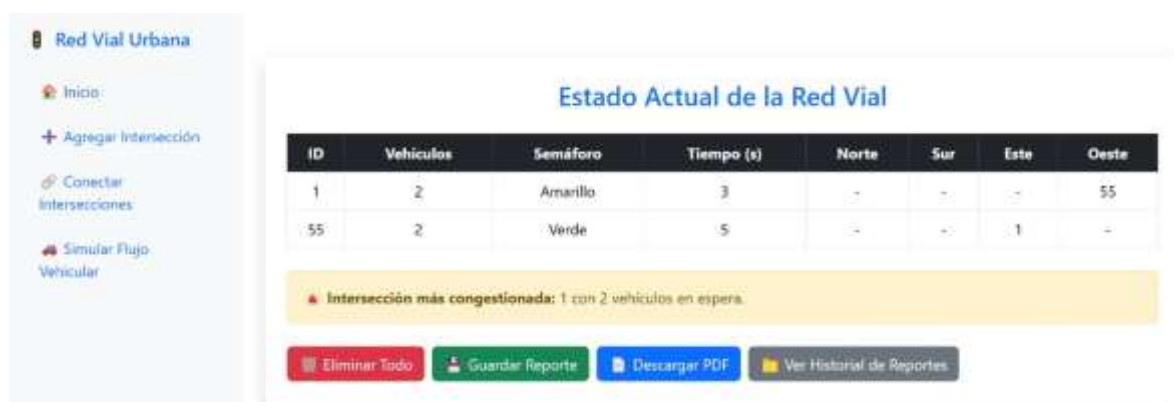 Red Vial Urbana
Inicio
Agregar Intersección
Conectar
Intersecciones
Simular Flujo
Vehicular
Estado Actual de la Red Vial
ID Vehículos Semáforo Tiempo (s) Norte Sur Este Oeste
1 2 Amarillo 3 - - - 55
55 2 Verde 5 - - 1 -
Intersección más congestionada: 1 con 2 vehículos en espera.
Eliminar Todo Guardar Reporte Descargar PDF Ver Historial de Reportes